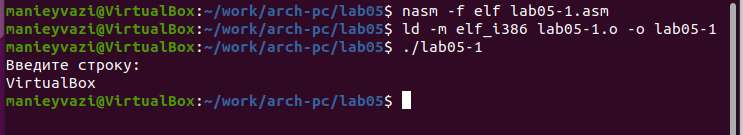 manieyvazi@VirtualBox:~/work/arch-pc/lab05$ nasm -f elf lab05-1.asm
manieyvazi@VirtualBox:~/work/arch-pc/lab05$ ld -m elf_i386 lab05-1.o -o lab05-1
manieyvazi@VirtualBox:~/work/arch-pc/lab05$ ./lab05-1
Введите строку:
VirtualBox
manieyvazi@VirtualBox:~/work/arch-pc/lab05$